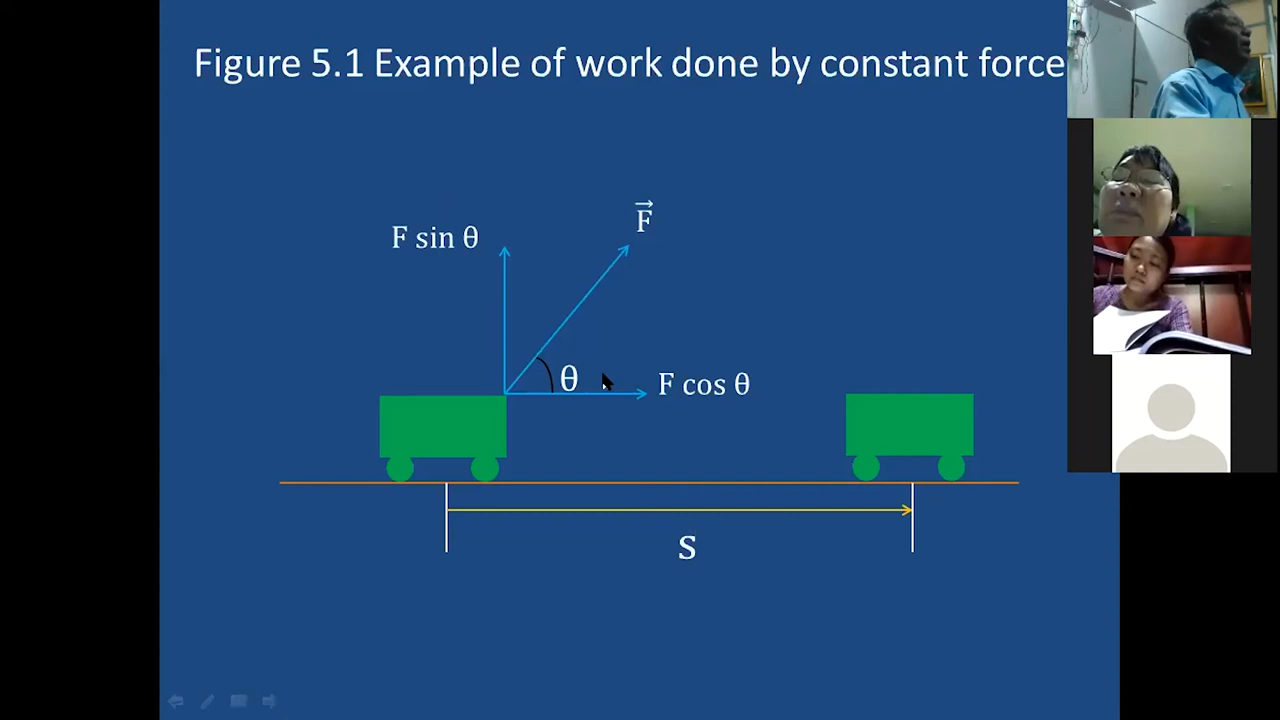 Figure 5.1 Example of work done by constant force
F⃗
F sin θ
θ
F cos θ
S